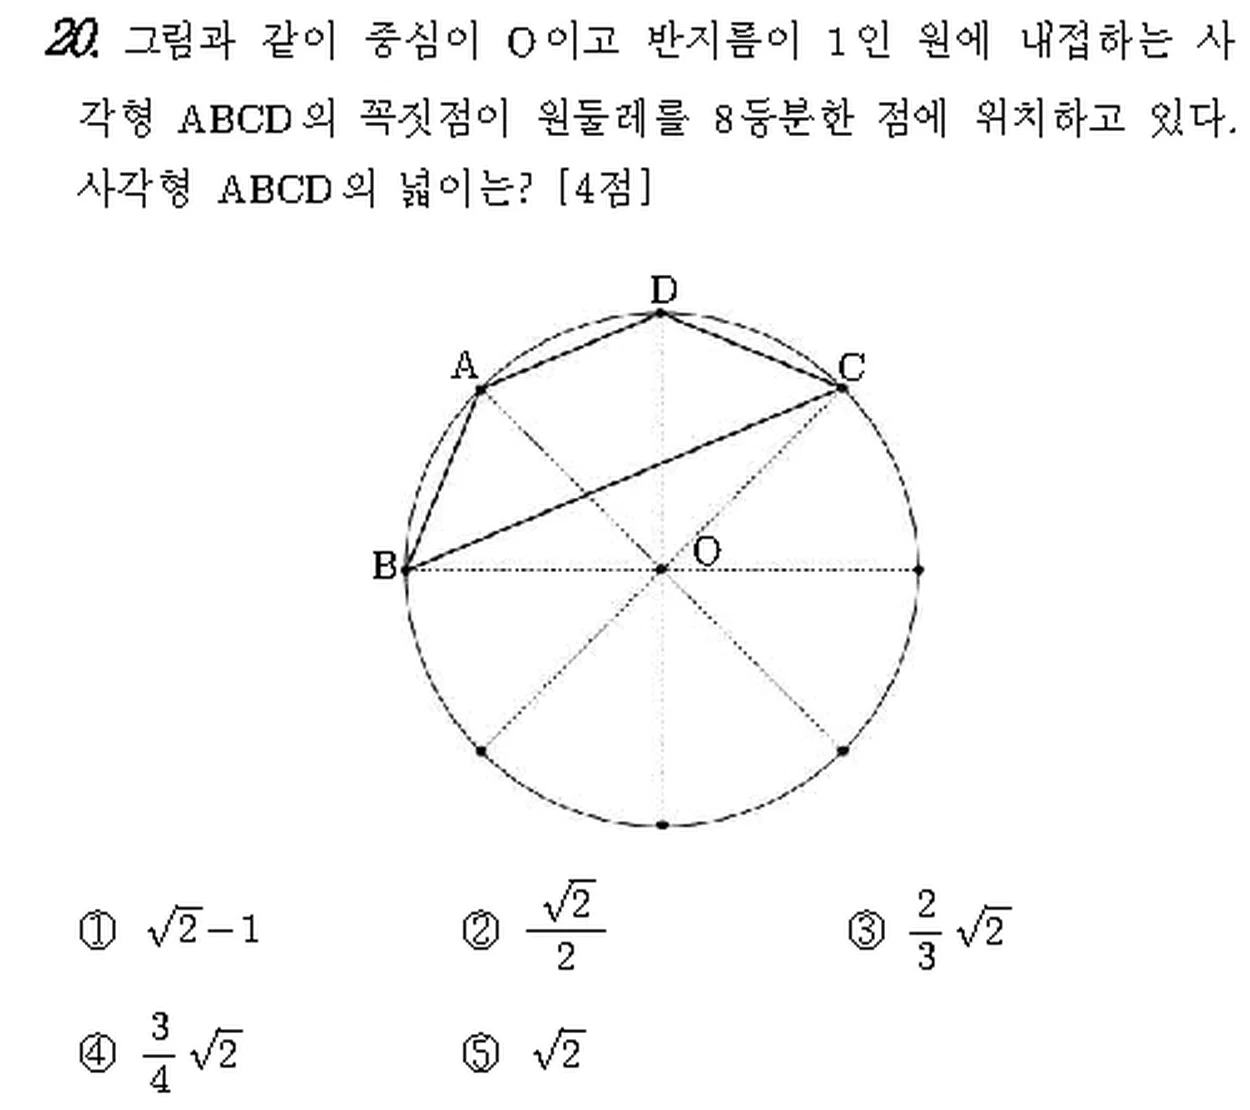 20. 그림과 같이 중심이 O이고 반지름이 1인 원에 내접하는 사
각형 ABCD의 꼭짓점이 원둘레를 8등분한 점에 위치하고 있다.
사각형 ABCD의 넓이는? [4점]
D
A
C
B
O
① √2-1
② √2/2
③ 2/3 √2
④ 3/4 √2
⑤ √2